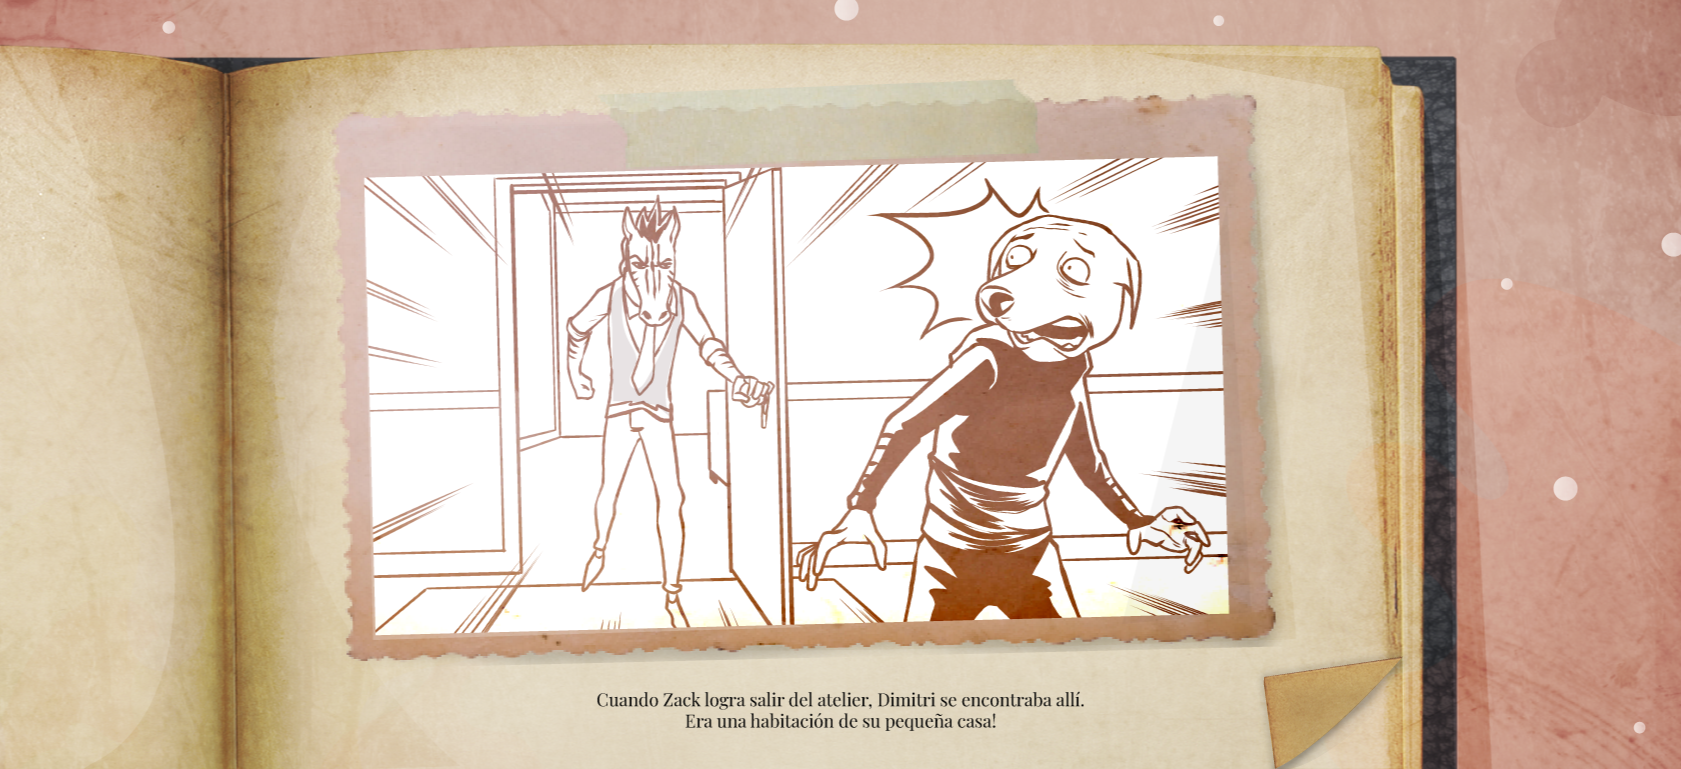 Cuando Zack logra salir del atelier, Dimitri se encontraba allí.
Era una habitación de su pequeña casa!